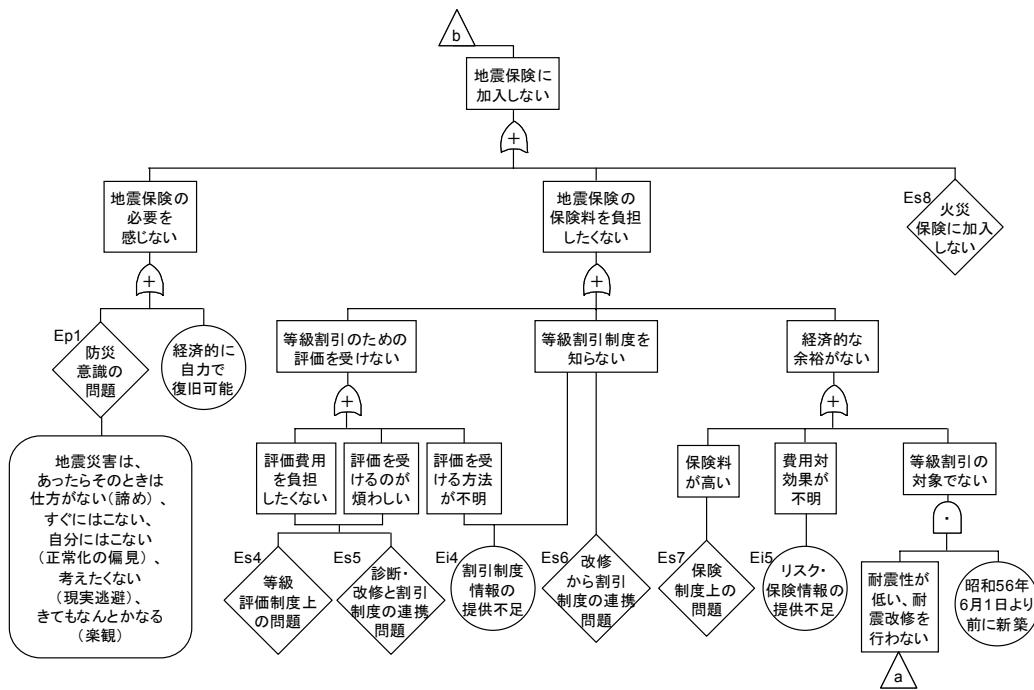 b
地震保険に
加入しない
+
地震保険の
必要を
感じない
地震保険の
保険料を負担
したくない
Es8
火災
保険に加入
しない
+
+
Ep1
防災
意識の
問題
経済的に
自力で
復旧可能
等級割引のための
評価を受けない
等級割引制度を
知らない
経済的な
余裕がない
+
+
地震災害は、
あったらそのときは
仕方がない(諦め)、
すぐにはこない、
自分にはこない
(正常化の偏見)、
考えたくない
(現実逃避)、
きてもなんとかなる
(楽観)
評価費用
を負担
したくない
評価を受
けるのが
煩わしい
評価を受
ける方法
が不明
保険料
が高い
費用対
効果が
不明
等級割引の
対象でない
・
Es4
等級
評価制度上
の問題
Es5
診断・
改修と割引
制度の連携
問題
Ei4
割引制度
情報の
提供不足
Es6
改修
から割引
制度の連携
問題
Es7
保険
制度上の
問題
Ei5
リスク・
保険情報の
提供不足
耐震性が
低い、耐
震改修を
行わない
昭和56年
6月1日より
前に新築
a